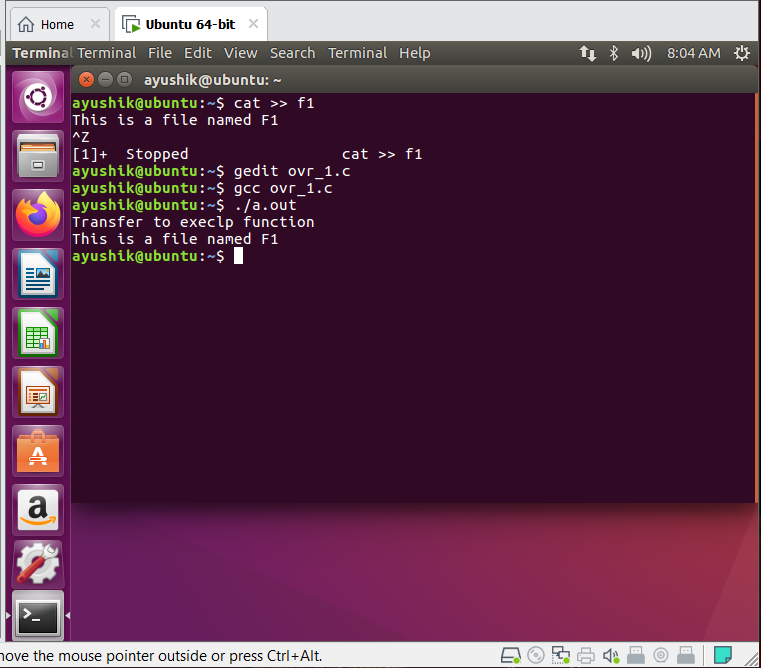 Home
Ubuntu 64-bit
Terminal Terminal File Edit View Search Terminal Help 8:04 AM
ayushik@ubuntu: ~
ayushik@ubuntu:~$ cat >> f1
This is a file named F1
^Z
[1]+  Stopped                 cat >> f1
ayushik@ubuntu:~$ gedit ovr_1.c
ayushik@ubuntu:~$ gcc ovr_1.c
ayushik@ubuntu:~$ ./a.out
Transfer to execlp function
This is a file named F1
ayushik@ubuntu:~$
a
>_
nove the mouse pointer outside or press Ctrl+Alt.